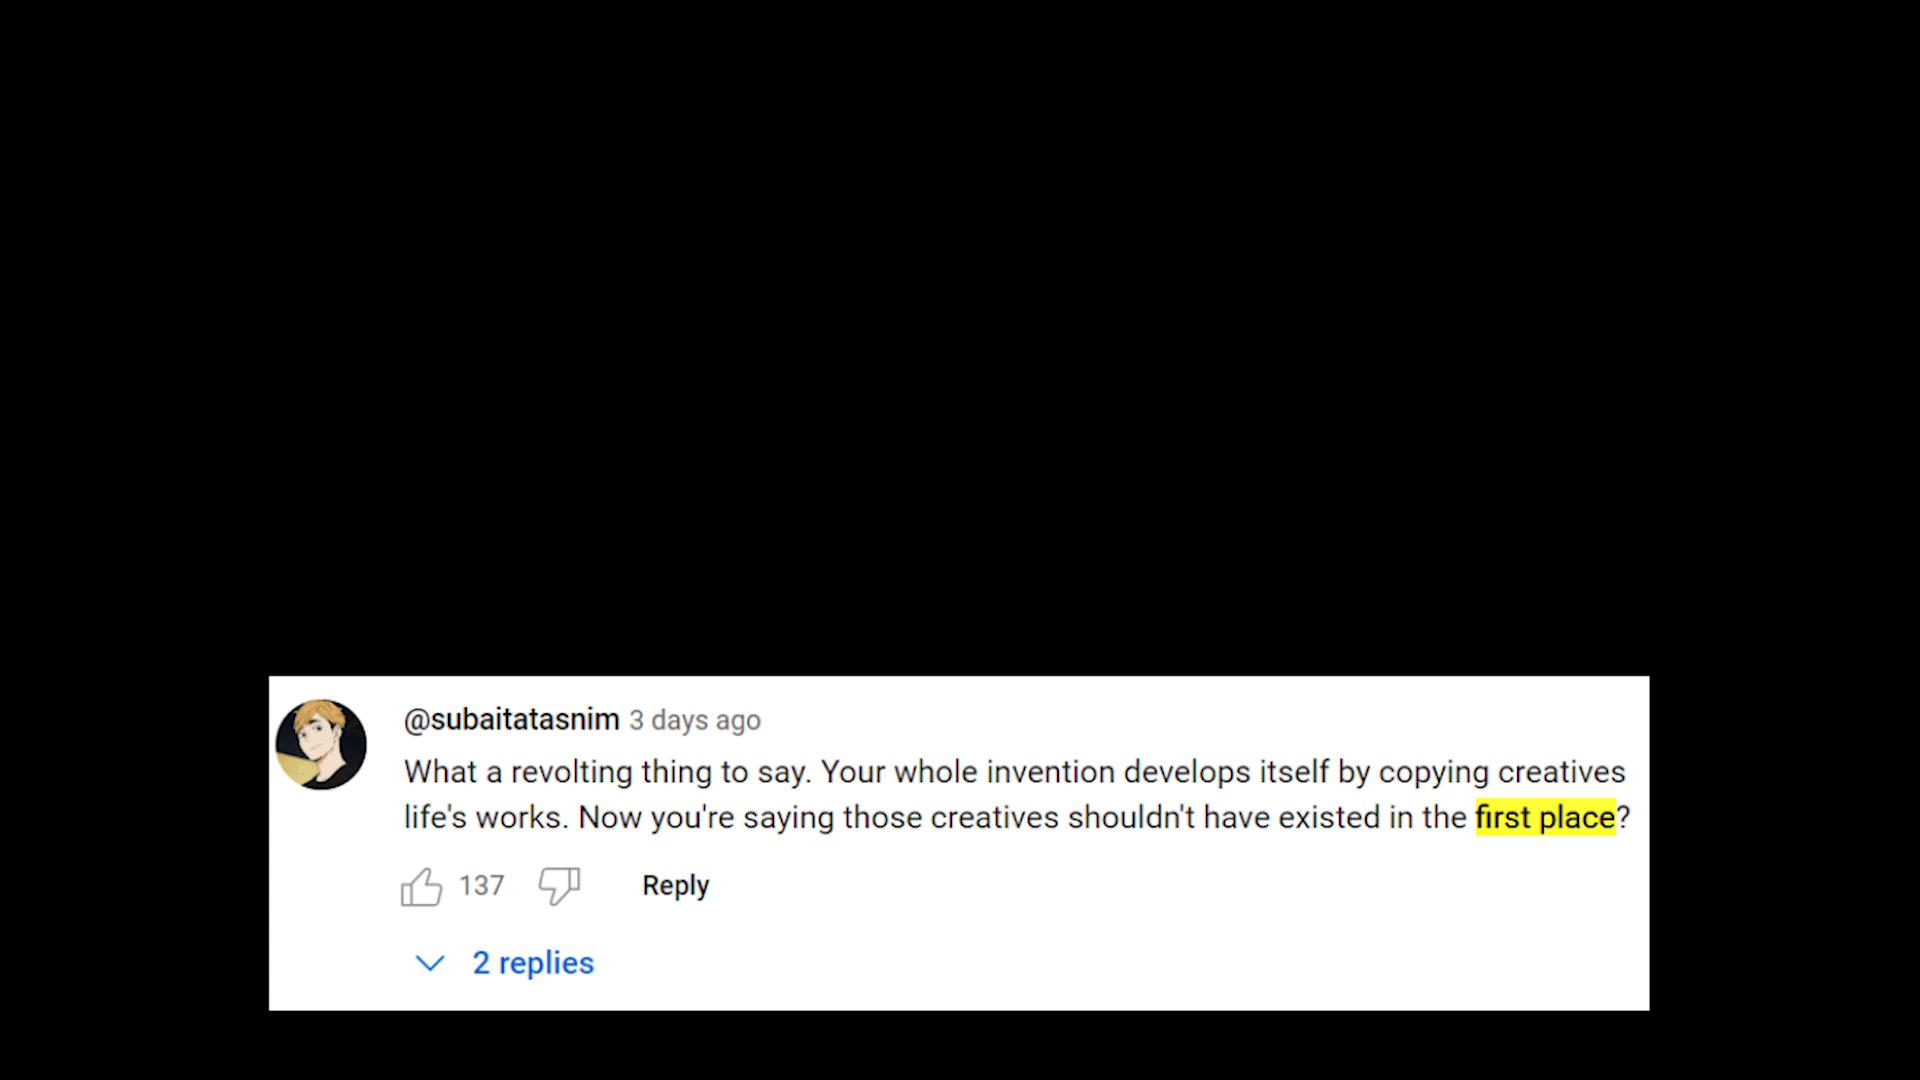 @subaitatasnim 3 days ago
What a revolting thing to say. Your whole invention develops itself by copying creatives
life's works. Now you're saying those creatives shouldn't have existed in the first place?
137 Reply
2 replies